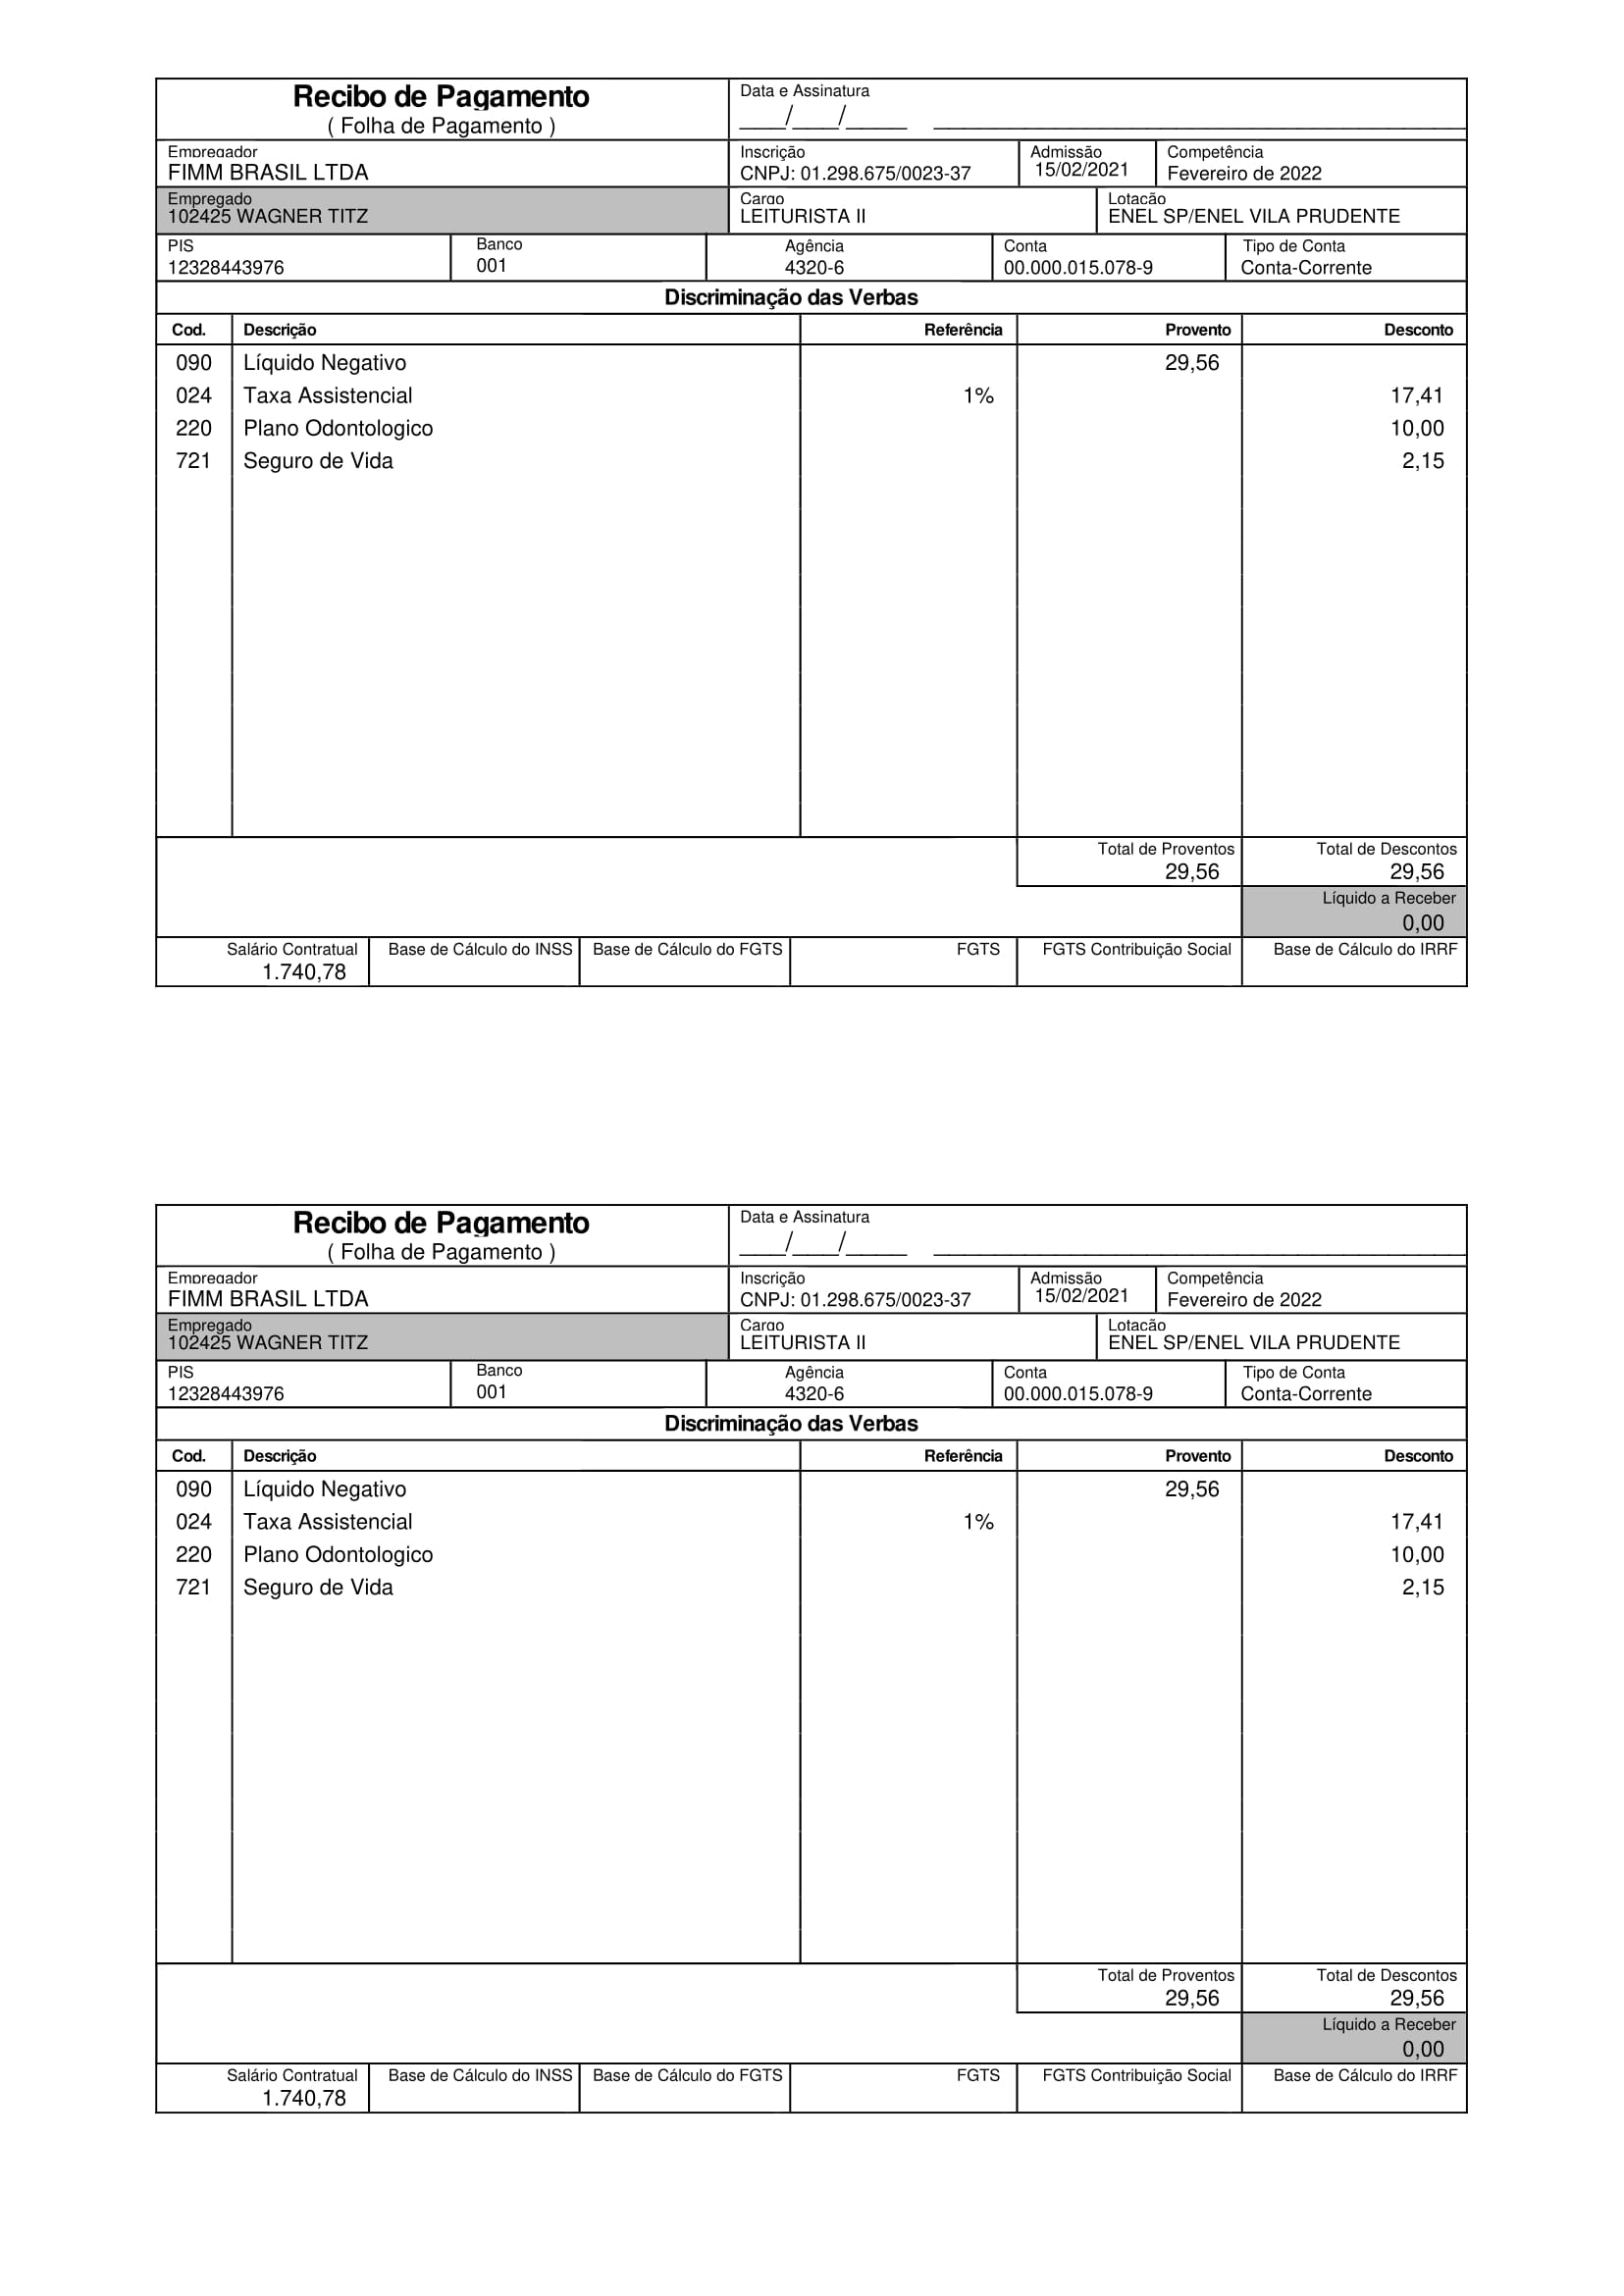 Recibo de Pagamento
( Folha de Pagamento )
Data e Assinatura
____/____/_____ ____________________
Empregador
FIMM BRASIL LTDA
Inscrição
CNPJ: 01.298.675/0023-37
Admissão
15/02/2021
Competência
Fevereiro de 2022
Empregado
102425 WAGNER TITZ
Cargo
LEITURISTA II
Lotação
ENEL SP/ENEL VILA PRUDENTE
PIS
12328443976
Banco
001
Agência
4320-6
Conta
00.000.015.078-9
Tipo de Conta
Conta-Corrente
Discriminação das Verbas
Cod. Descrição Referência Provento Desconto
090 Líquido Negativo 29,56
024 Taxa Assistencial 1% 17,41
220 Plano Odontologico 10,00
721 Seguro de Vida 2,15
Total de Proventos
29,56
Total de Descontos
29,56
Líquido a Receber
0,00
Salário Contratual
1.740,78
Base de Cálculo do INSS
Base de Cálculo do FGTS
FGTS
FGTS Contribuição Social
Base de Cálculo do IRRF
Recibo de Pagamento
( Folha de Pagamento )
Data e Assinatura
____/____/_____ ____________________
Empregador
FIMM BRASIL LTDA
Inscrição
CNPJ: 01.298.675/0023-37
Admissão
15/02/2021
Competência
Fevereiro de 2022
Empregado
102425 WAGNER TITZ
Cargo
LEITURISTA II
Lotação
ENEL SP/ENEL VILA PRUDENTE
PIS
12328443976
Banco
001
Agência
4320-6
Conta
00.000.015.078-9
Tipo de Conta
Conta-Corrente
Discriminação das Verbas
Cod. Descrição Referência Provento Desconto
090 Líquido Negativo 29,56
024 Taxa Assistencial 1% 17,41
220 Plano Odontologico 10,00
721 Seguro de Vida 2,15
Total de Proventos
29,56
Total de Descontos
29,56
Líquido a Receber
0,00
Salário Contratual
1.740,78
Base de Cálculo do INSS
Base de Cálculo do FGTS
FGTS
FGTS Contribuição Social
Base de Cálculo do IRRF